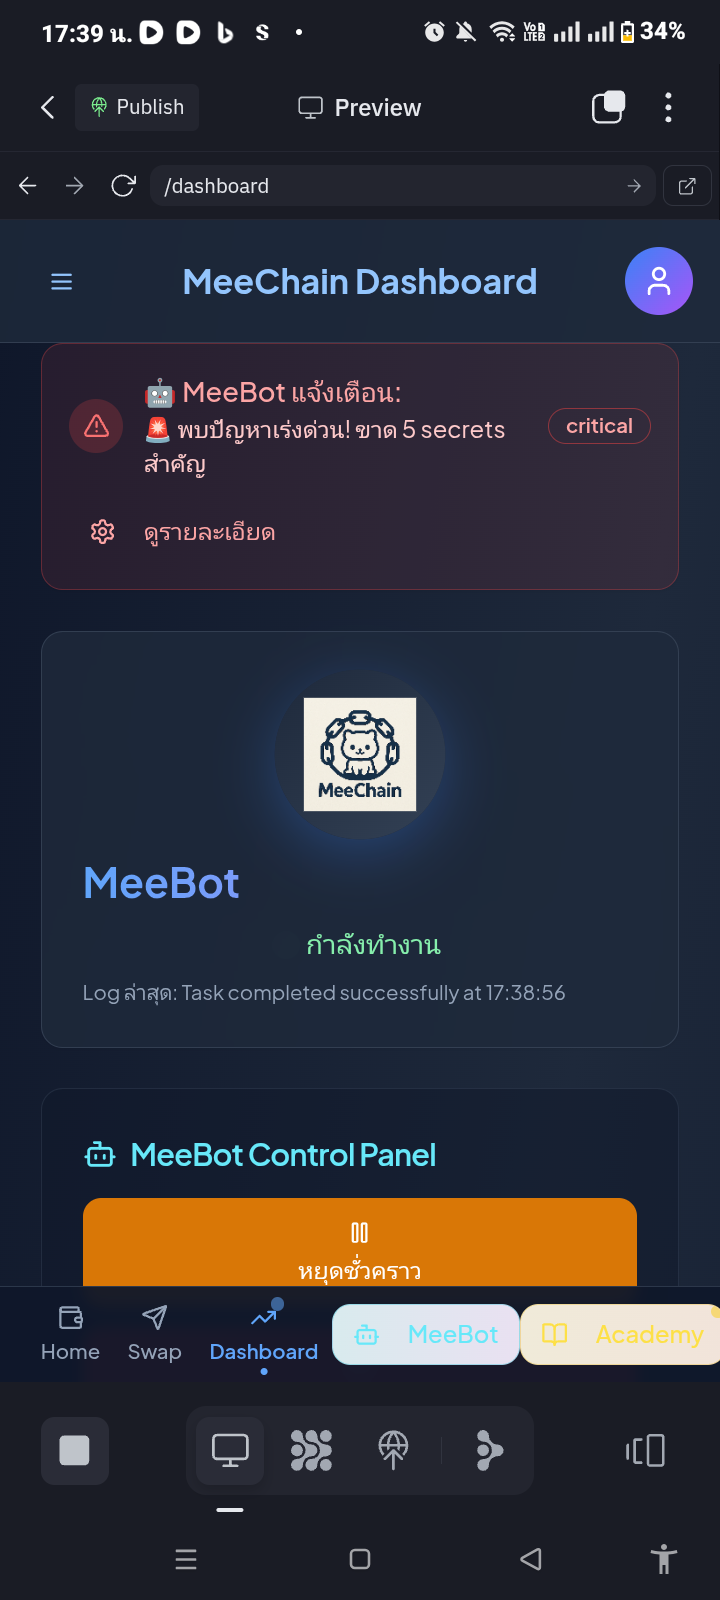 17:39 น.
Vo 1
LTE 2
34%
Publish
Preview
/dashboard
MeeChain Dashboard
🤖 MeeBot แจ้งเตือน:
🚨 พบปัญหาเร่งด่วน! ขาด 5 secrets
สำคัญ
critical
ดูรายละเอียด
MeeChain
MeeBot
กำลังทำงาน
Log ล่าสุด: Task completed successfully at 17:38:56
MeeBot Control Panel
หยุดชั่วคราว
Home
Swap
Dashboard
MeeBot
Academy